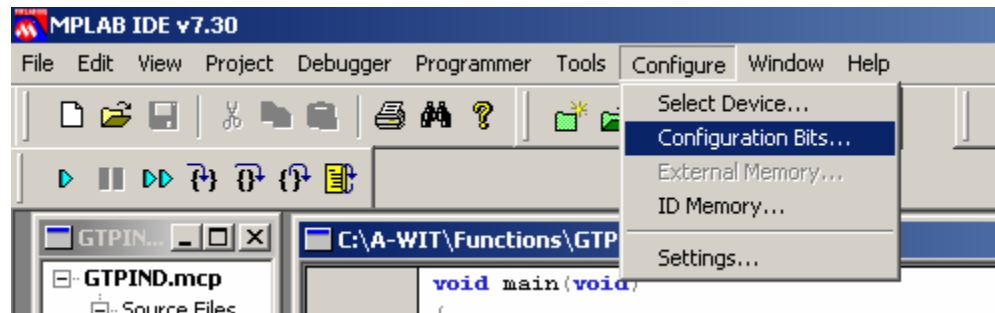 MPLAB IDE v7.30
File Edit View Project Debugger Programmer Tools Configure Window Help
Select Device...
Configuration Bits...
External Memory...
ID Memory...
Settings...
GTPIN...
C:\A-WIT\Functions\GTP
GTPIND.mcp
Source Files
void main(void)
{